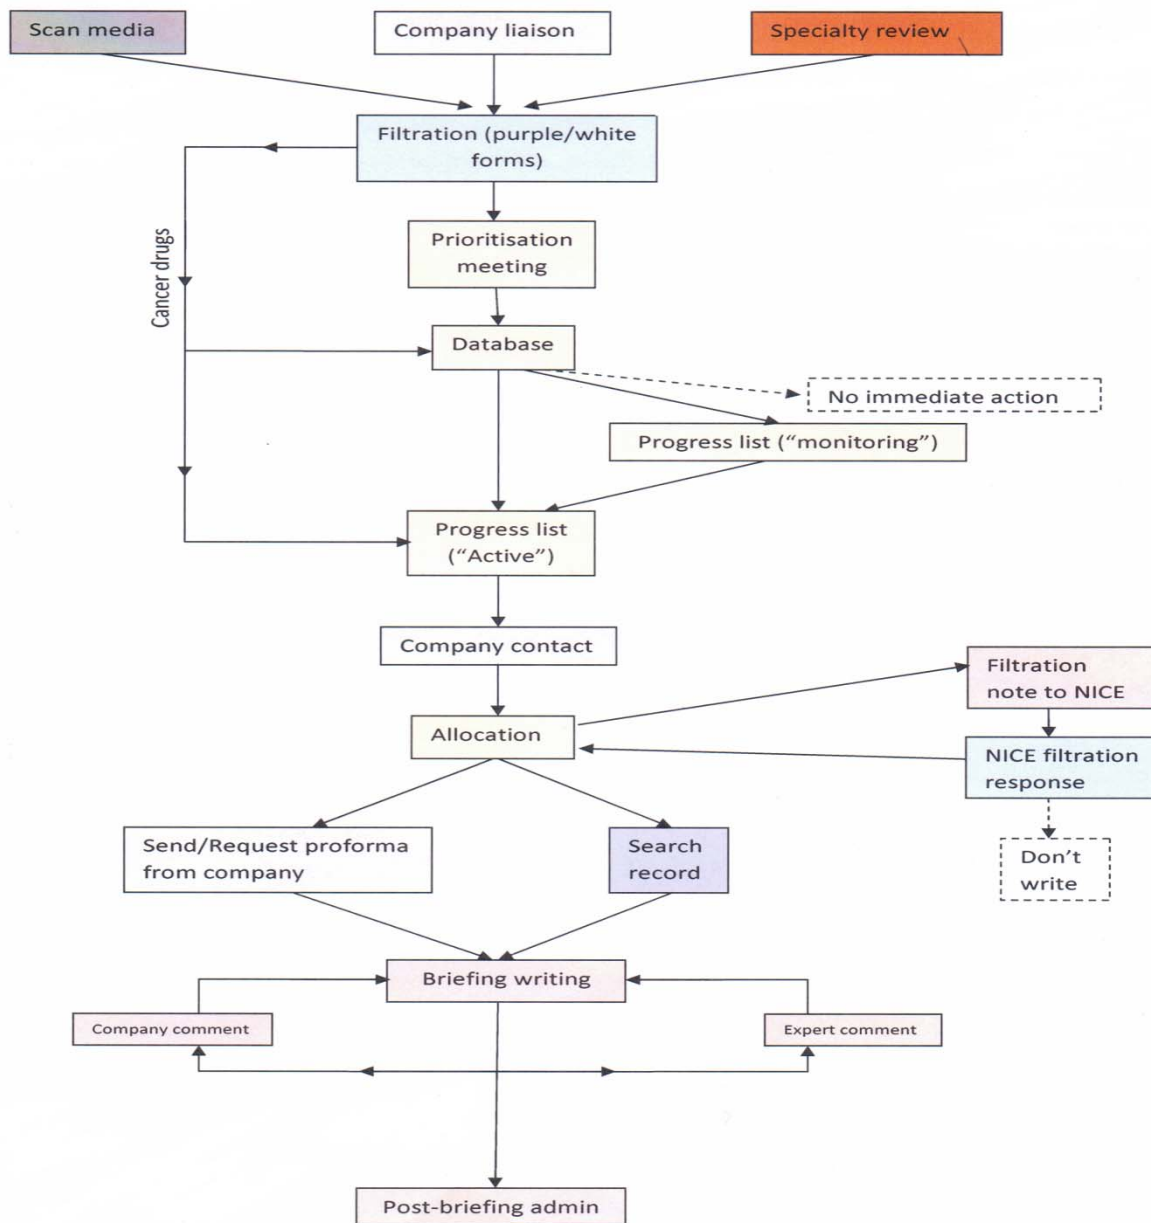 Scan media
Company liaison
Specialty review
Filtration (purple/white
forms)
Prioritisation
meeting
Cancer drugs
Database
No immediate action
Progress list (“monitoring”)
Progress list
(“Active”)
Company contact
Filtration
note to NICE
Allocation
NICE filtration
response
Send/Request proforma
from company
Search
record
Don’t
write
Briefing writing
Company comment
Expert comment
Post-briefing admin